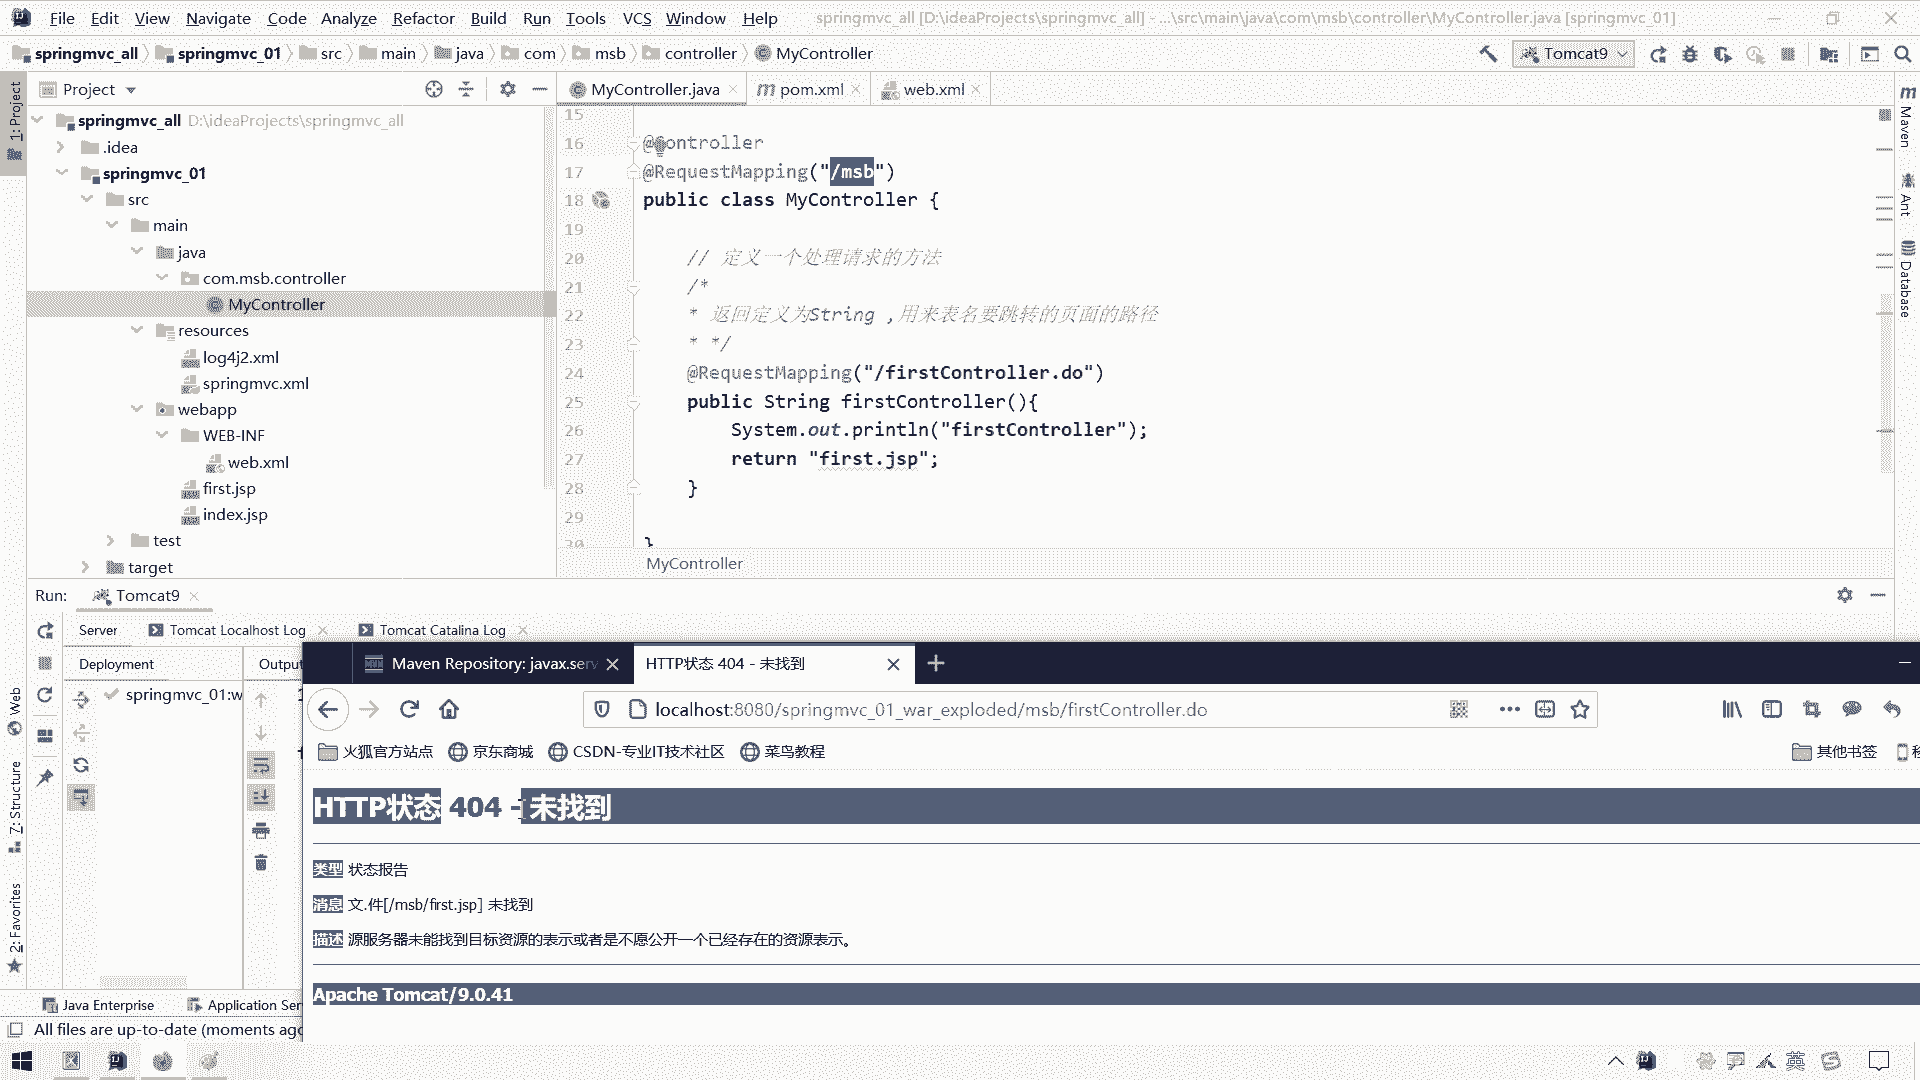 File Edit View Navigate Code Analyze Refactor Build Run Tools VCS Window Help springmvc_all [D:\ideaProjects\springmvc_all] - ...\src\main\java\com\msb\controller\MyController.java [springmvc_01]
springmvc_all springmvc_01 src main java com msb controller MyController Tomcat9
Project
MyController.java pom.xml web.xml
springmvc_all D:\ideaProjects\springmvc_all
.idea
springmvc_01
src
main
java
com.msb.controller
MyController
resources
log4j2.xml
springmvc.xml
webapp
WEB-INF
web.xml
first.jsp
index.jsp
test
target
15
16 @Controller
17 @RequestMapping("/msb")
18 public class MyController {
19
20 // 定义一个处理请求的方法
21 /*
22 * 返回定义为String ,用来表名要跳转的页面的路径
23 * */
24 @RequestMapping("/firstController.do")
25 public String firstController(){
26 System.out.println("firstController");
27 return "first.jsp";
28 }
29
30 }
MyController
1: Project
Web
7: Structure
2: Favorites
Maven
Ant
Database
Run: Tomcat9
Server Tomcat Localhost Log Tomcat Catalina Log
Deployment Output
springmvc_01:w
Maven Repository: javax.serv HTTP状态 404 - 未找到
localhost:8080/springmvc_01_war_exploded/msb/firstController.do
火狐官方站点 京东商城 CSDN-专业IT技术社区 菜鸟教程 其他书签 移
HTTP状态 404 - 未找到
类型 状态报告
消息 文.件[/msb/first.jsp] 未找到
描述 源服务器未能找到目标资源的表示或者是不愿公开一个已经存在的资源表示。
Apache Tomcat/9.0.41
Java Enterprise Application Ser
All files are up-to-date (moments ago
英